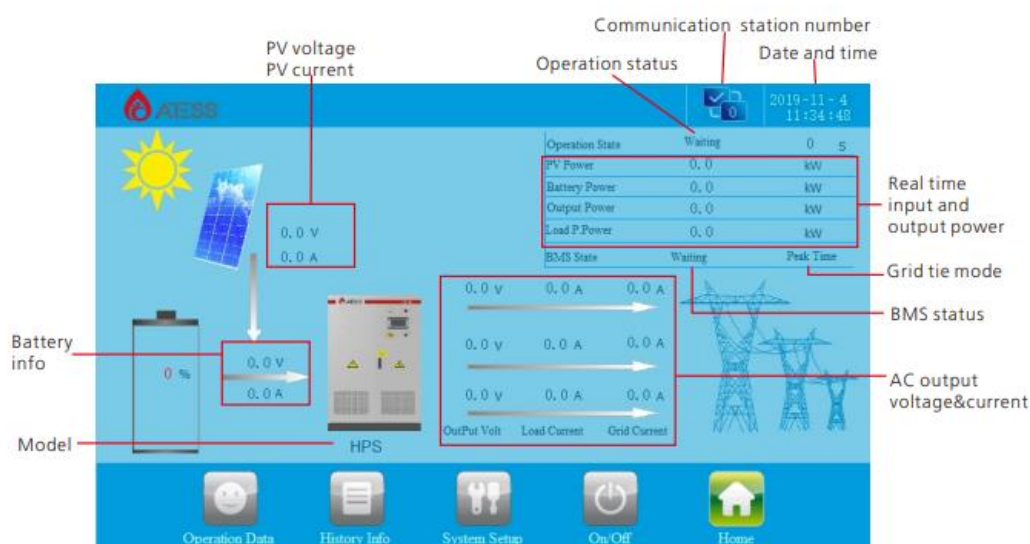 Communication station number
PV voltage
PV current
Operation status
Date and time
ATESS
0
2019-11- 4
11:34:48
Operation State Waiting 0 S
PV Power 0.0 kW
Battery Power 0.0 kW
Output Power 0.0 kW
Load P.Power 0.0 kW
BMS State Waiting Peak Time
Real time
input and
output power
Grid tie mode
BMS status
0.0 V
0.0 A
Battery
info
0 %
0.0 V
0.0 A
ATESS
0.0 V 0.0 A 0.0 A
0.0 V 0.0 A 0.0 A
0.0 V 0.0 A 0.0 A
OutPut Volt Load Current Grid Current
AC output
voltage&current
Model
HPS
Operation Data History Info System Setup On/Off Home